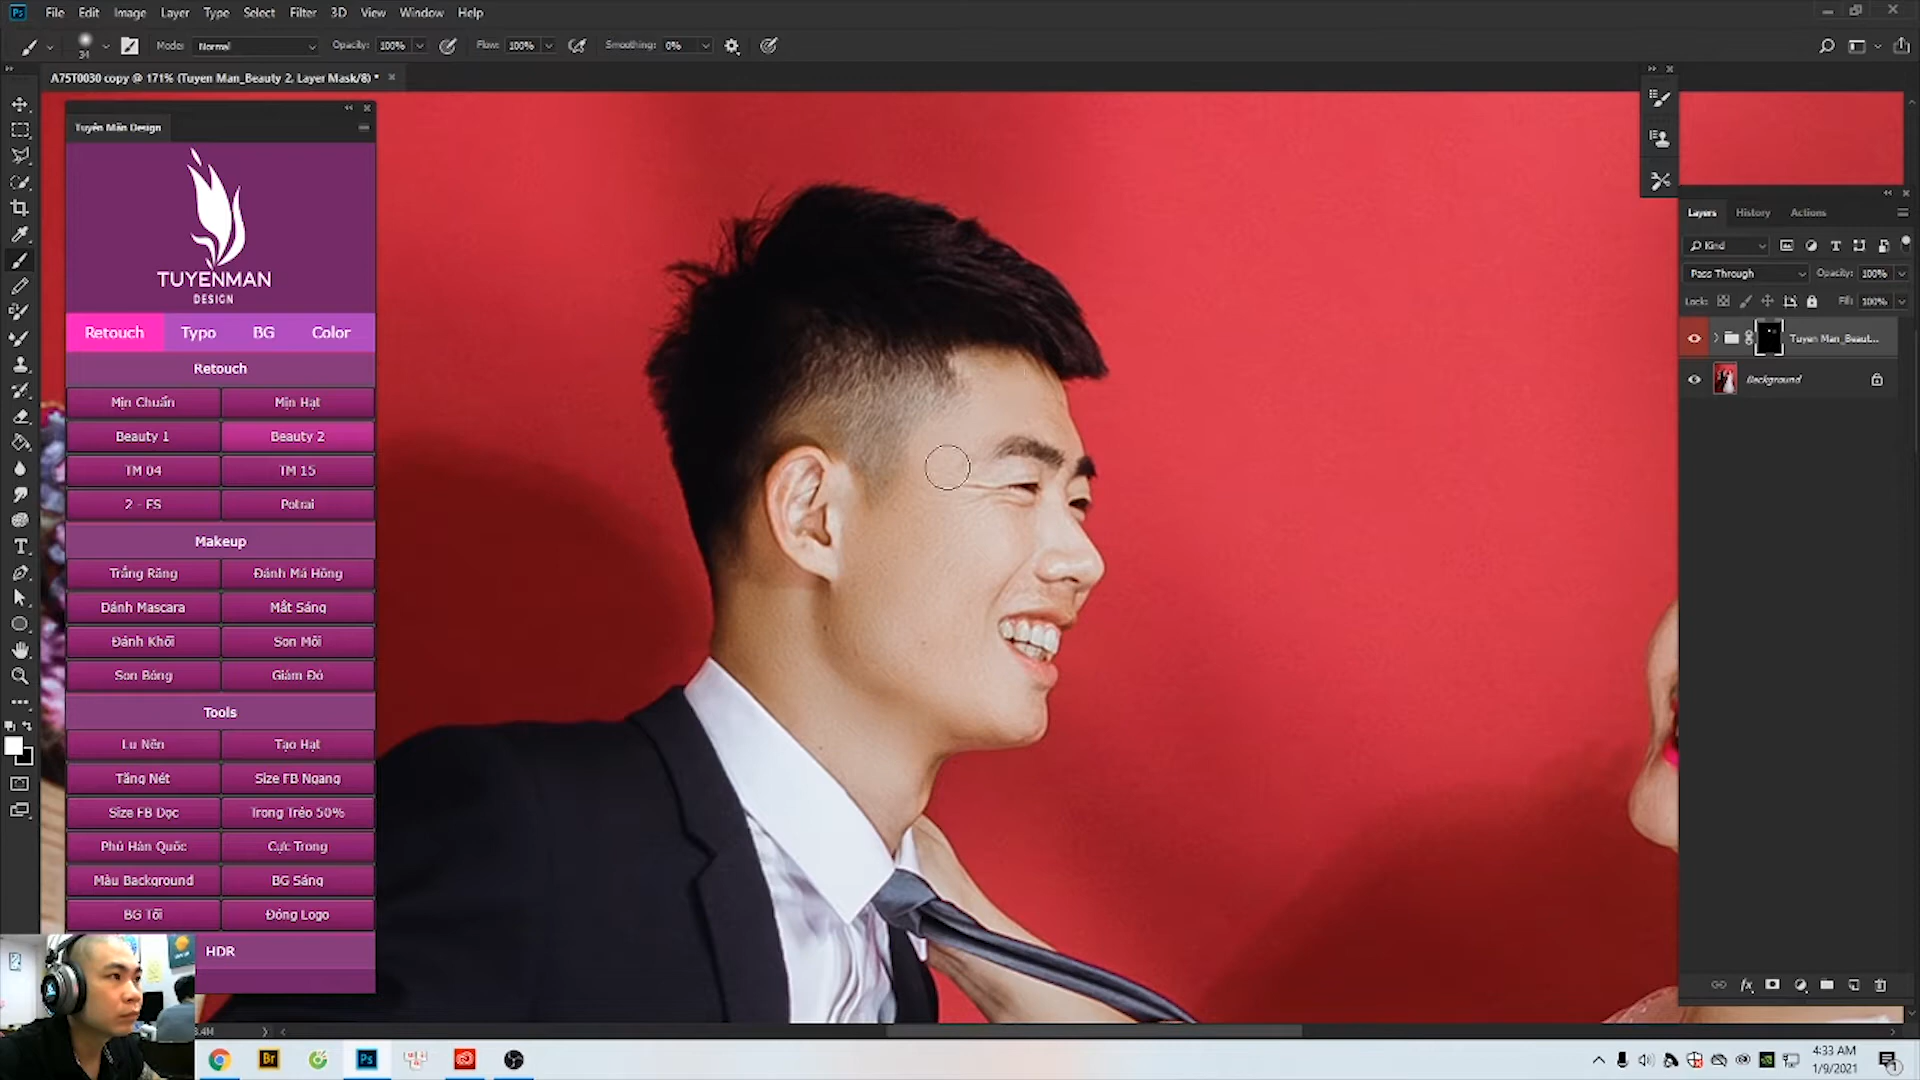 Ps File Edit Image Layer Type Select Filter 3D View Window Help
34 Mode: Normal Opacity: 100% Flow: 100% Smoothing: 0%
A75T0030 copy @ 171% (Tuyen Man_Beauty 2, Layer Mask/8) *
Tuyên Mãn Design
TUYENMAN
DESIGN
Retouch Typo BG Color
Retouch
Mịn Chuẩn Mịn Hạt
Beauty 1 Beauty 2
TM 04 TM 15
2 - FS Potrai
Makeup
Trắng Răng Đánh Má Hồng
Đánh Mascara Mắt Sáng
Đánh Khối Son Môi
Son Bóng Giảm Đỏ
Tools
Lu Nền Tạo Hạt
Tăng Nét Size FB Ngang
Size FB Dọc Trong Trẻo 50%
Phủ Hàn Quốc Cực Trong
Màu Background BG Sáng
BG Tối Đóng Logo
HDR
Layers History Actions
Kind
Pass Through Opacity: 100%
Lock: Fill: 100%
Tuyen Man_Beaut...
Background
fx
Br Ps
4:33 AM
1/9/2021